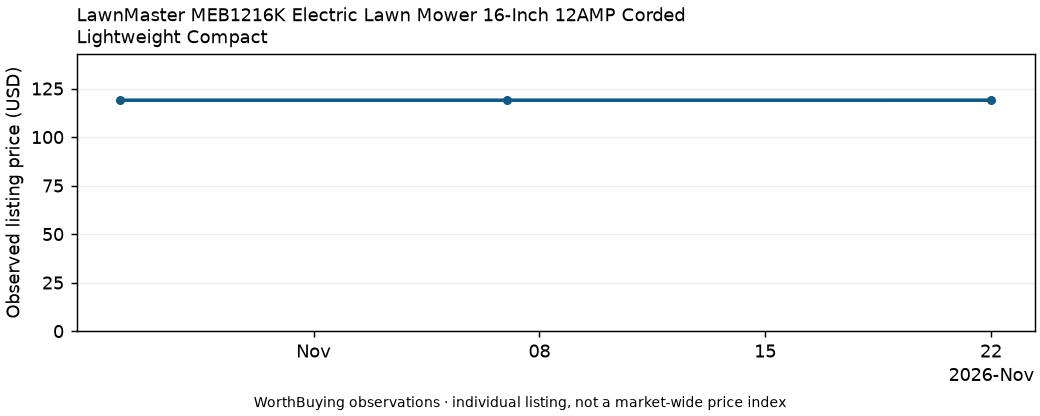 LawnMaster MEB1216K Electric Lawn Mower 16-Inch 12AMP Corded
Lightweight Compact
Observed listing price (USD)
125
100
75
50
25
0
Nov
08
15
22
2026-Nov
WorthBuying observations · individual listing, not a market-wide price index